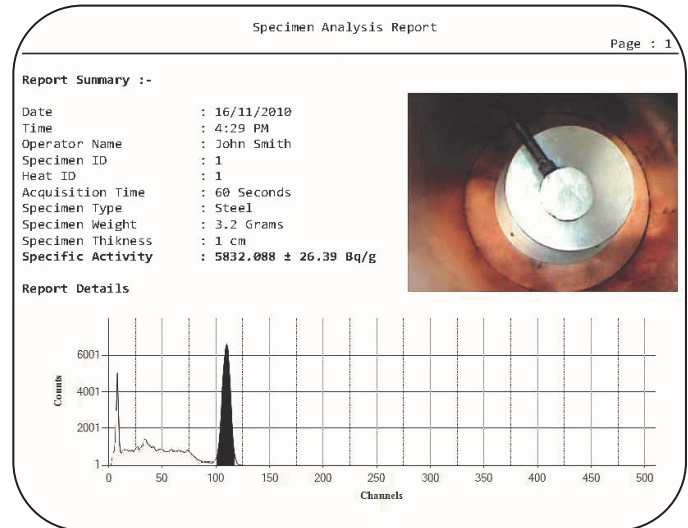 Specimen Analysis Report
Page : 1
Report Summary :-
Date : 16/11/2010
Time : 4:29 PM
Operator Name : John Smith
Specimen ID : 1
Heat ID : 1
Acquisition Time : 60 Seconds
Specimen Type : Steel
Specimen Weight : 3.2 Grams
Specimen Thikness : 1 cm
Specific Activity : 5832.088 ± 26.39 Bq/g
Report Details
Counts
6001
4001
2001
1
0 50 100 150 200 250 300 350 400 450 500
Channels